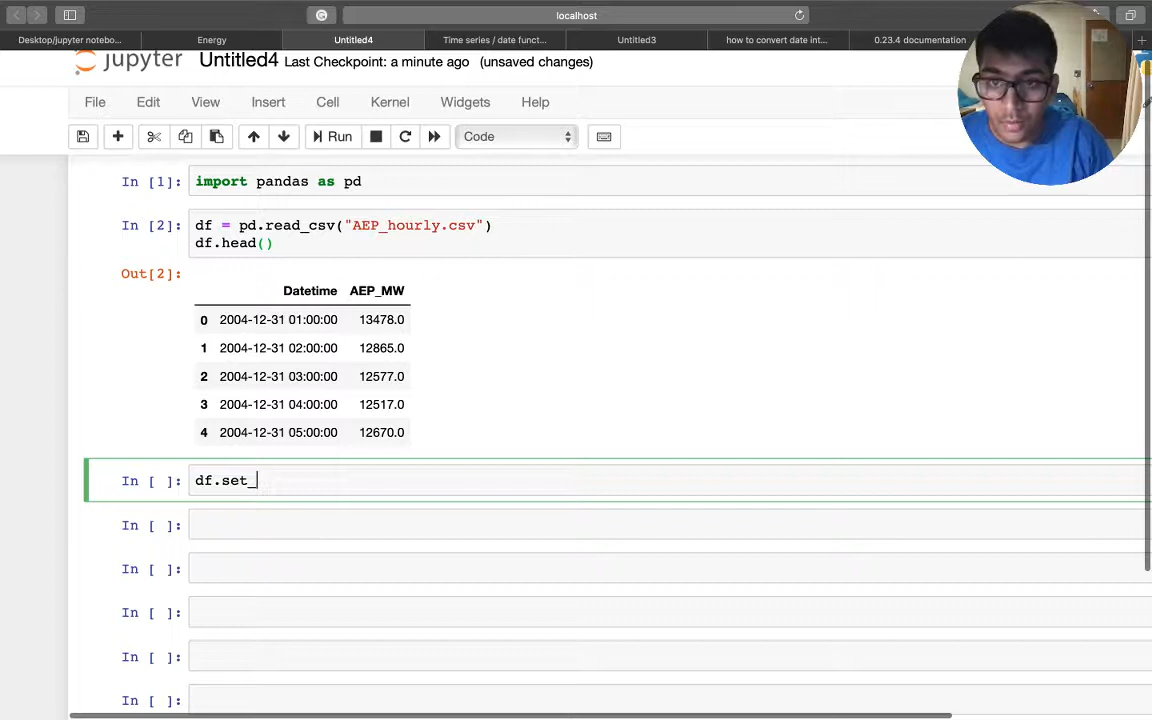 localhost
Desktop/jupyter notebo... Energy Untitled4 Time series / date funct... Untitled3 how to convert date int... 0.23.4 documentation
jupyter Untitled4 Last Checkpoint: a minute ago (unsaved changes)
File Edit View Insert Cell Kernel Widgets Help
Run Code
In [1]: import pandas as pd
In [2]: df = pd.read_csv("AEP_hourly.csv")
df.head()
Out[2]:
Datetime AEP_MW
0 2004-12-31 01:00:00 13478.0
1 2004-12-31 02:00:00 12865.0
2 2004-12-31 03:00:00 12577.0
3 2004-12-31 04:00:00 12517.0
4 2004-12-31 05:00:00 12670.0
In [ ]: df.set_
In [ ]:
In [ ]:
In [ ]:
In [ ]:
In [ ]: